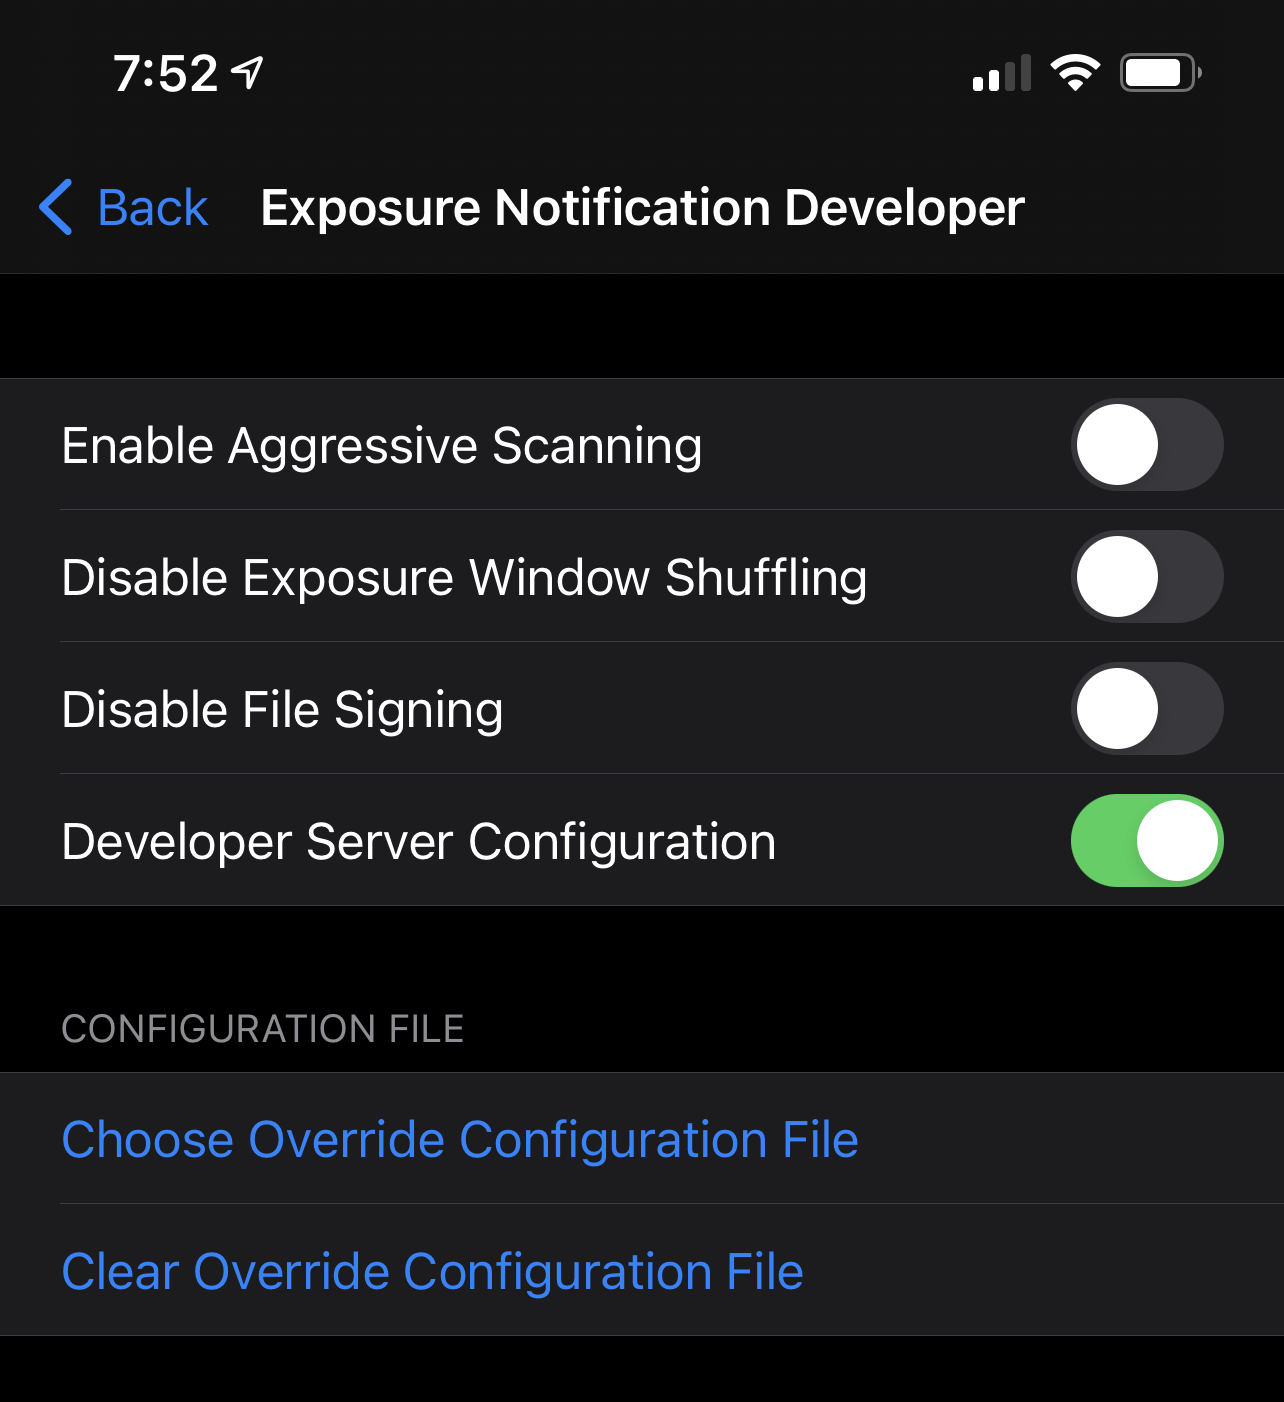 7:52
Back Exposure Notification Developer
Enable Aggressive Scanning
Disable Exposure Window Shuffling
Disable File Signing
Developer Server Configuration
CONFIGURATION FILE
Choose Override Configuration File
Clear Override Configuration File